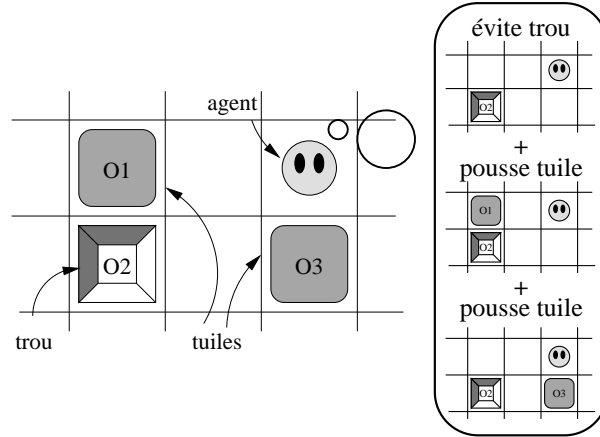 agent
O1
O2
O3
trou
tuiles
évite trou
O2
+
pousse tuile
O1
O2
+
pousse tuile
O2
O3